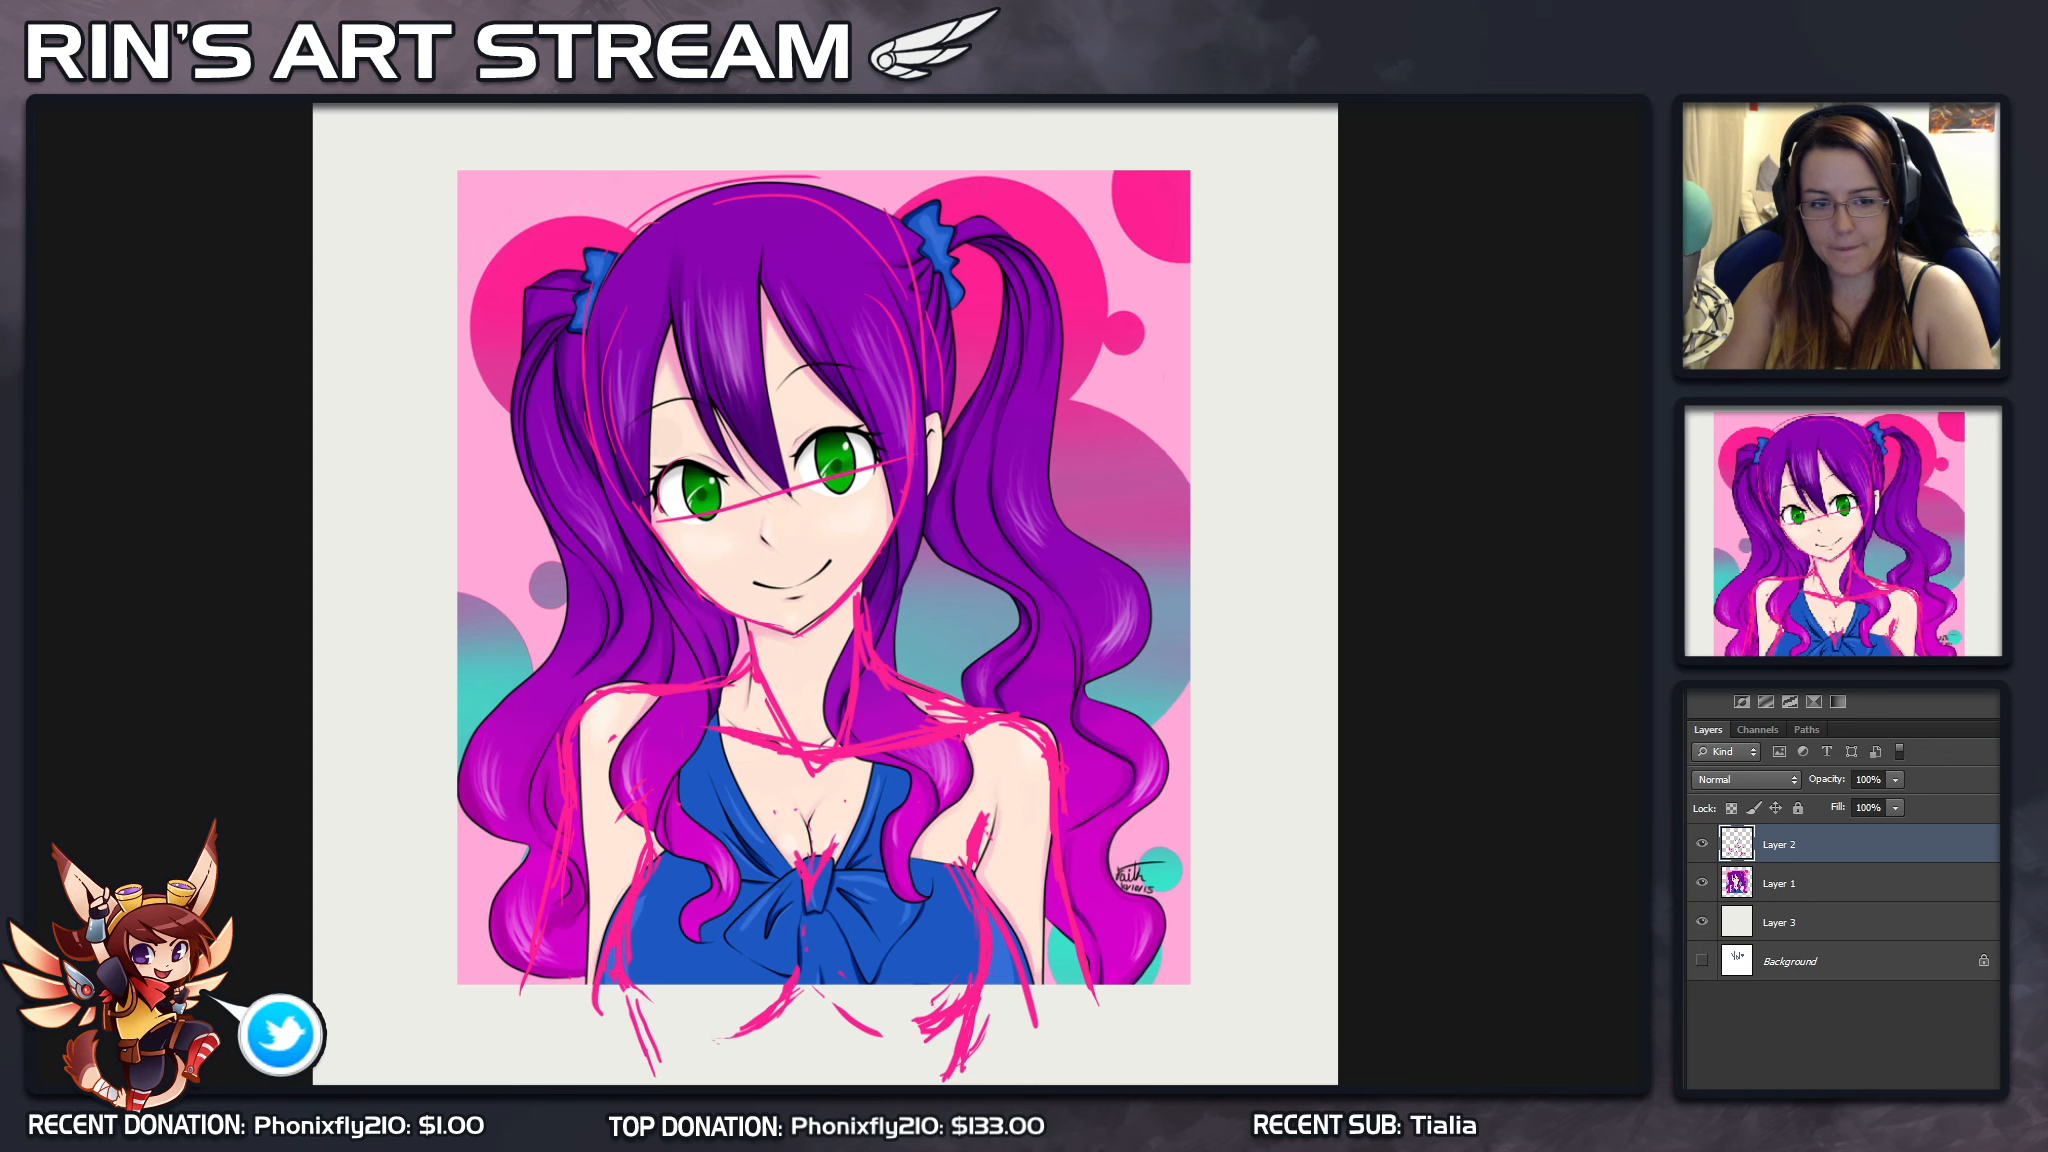 RIN'S ART STREAM
Layers Channels Paths
Kind
Normal Opacity: 100%
Lock: Fill: 100%
Layer 2
Layer 1
Layer 3
Background
Faith
RECENT DONATION: Phonixfly210: $1.00
TOP DONATION: Phonixfly210: $133.00
RECENT SUB: Tialia